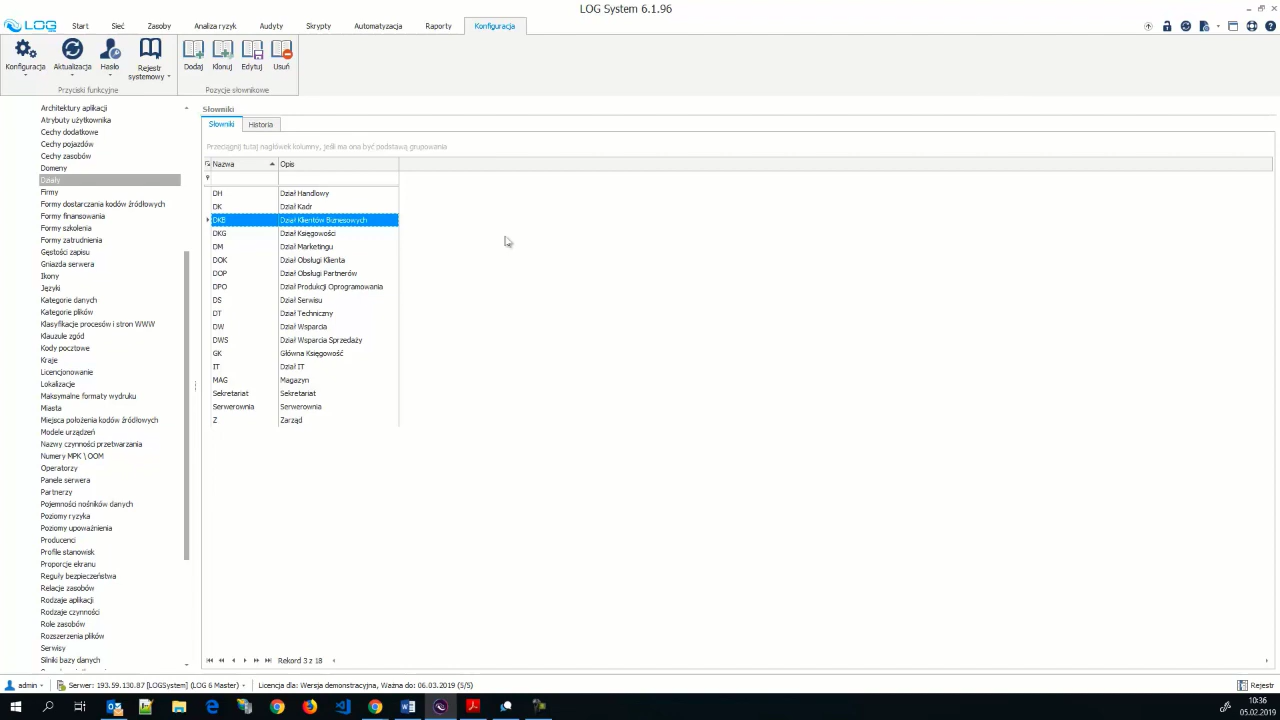 LOG System 6.1.96
LOG
Start Sieć Zasoby Analiza ryzyk Audyty Skrypty Automatyzacja Raporty Konfiguracja
Konfiguracja Aktualizacja Hasło Rejestr systemowy Dodaj Klonuj Edytuj Usuń
Przyciski funkcyjne Pozycje słownikowe
Architektury aplikacji
Atrybuty użytkownika
Cechy dodatkowe
Cechy pojazdów
Cechy zasobów
Domeny
Działy
Firmy
Formy dostarczania kodów źródłowych
Formy finansowania
Formy szkolenia
Formy zatrudnienia
Gęstości zapisu
Gniazda serwera
Ikony
Języki
Kategorie danych
Kategorie plików
Klasyfikacje procesów i stron WWW
Klauzule zgód
Kody pocztowe
Kraje
Licencjonowanie
Lokalizacje
Maksymalne formaty wydruku
Miasta
Miejsca położenia kodów źródłowych
Modele urządzeń
Nazwy czynności przetwarzania
Numery MPK \ OOM
Operatorzy
Panele serwera
Partnerzy
Pojemności nośników danych
Poziomy ryzyka
Poziomy upoważnienia
Producenci
Profile stanowisk
Proporcje ekranu
Reguły bezpieczeństwa
Relacje zasobów
Rodzaje aplikacji
Rodzaje czynności
Role zasobów
Rozszerzenia plików
Serwisy
Silniki bazy danych
Słowniki
Słowniki Historia
Przeciągnij tutaj nagłówek kolumny, jeśli ma ona być podstawą grupowania
Nazwa Opis
DH Dział Handlowy
DK Dział Kadr
DKB Dział Klientów Biznesowych
DKG Dział Księgowości
DM Dział Marketingu
DOK Dział Obsługi Klienta
DOP Dział Obsługi Partnerów
DPO Dział Produkcji Oprogramowania
DS Dział Serwisu
DT Dział Techniczny
DW Dział Wsparcia
DWS Dział Wsparcia Sprzedaży
GK Główna Księgowość
IT Dział IT
MAG Magazyn
Sekretariat Sekretariat
Serwerownia Serwerownia
Z Zarząd
Rekord 3 z 18
admin Serwer: 193.59.130.87 [LOGSystem] (LOG 6 Master) Licencja dla: Wersja demonstracyjna, Ważna do: 06.03.2019 (5/5) Rejestr
10:36
05.02.2019